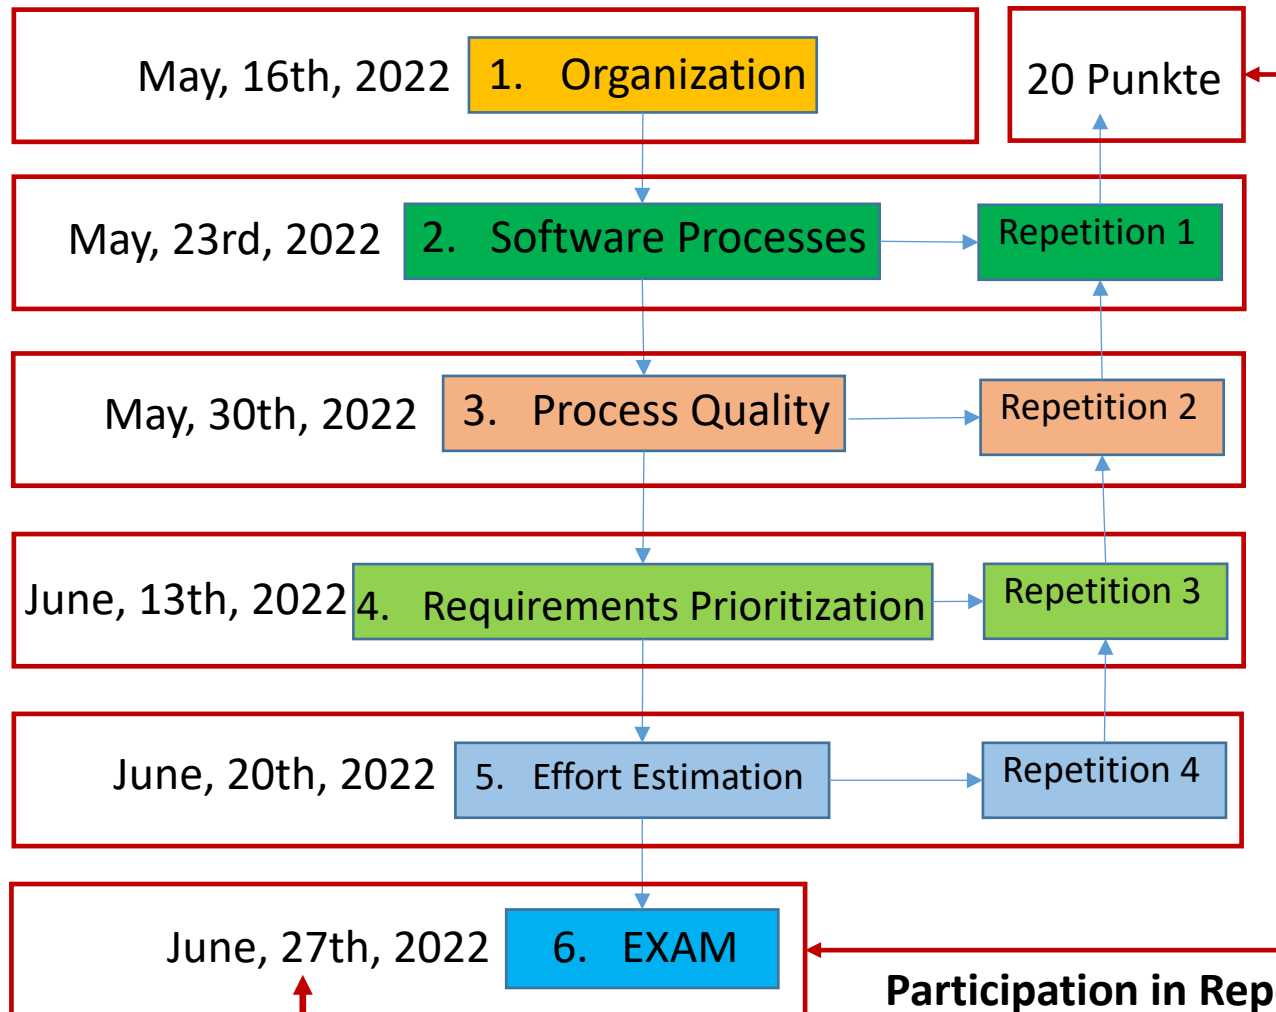 May, 16th, 2022 1. Organization 20 Punkte
May, 23rd, 2022 2. Software Processes Repetition 1
May, 30th, 2022 3. Process Quality Repetition 2
June, 13th, 2022 4. Requirements Prioritization Repetition 3
June, 20th, 2022 5. Effort Estimation Repetition 4
June, 27th, 2022 6. EXAM
Participation in Rep